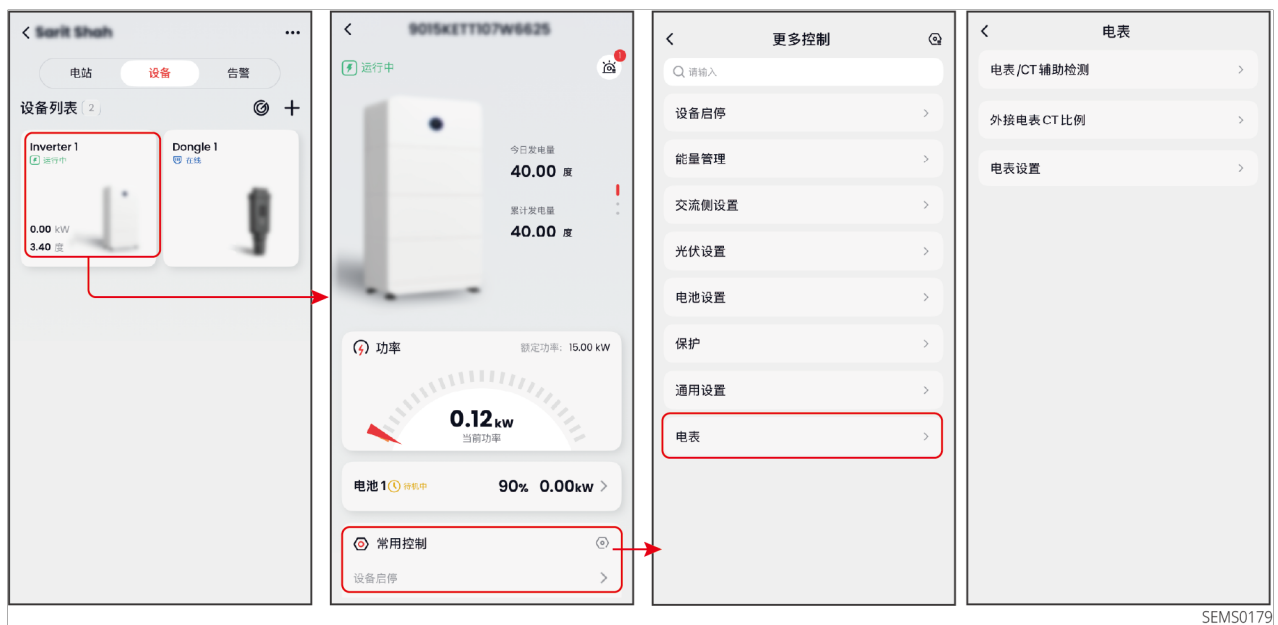 Sarit Shah
电站
设备
告警
设备列表 2
Inverter 1
运行中
0.00 kW
3.40 度
Dongle 1
在线
9015KETT107W6625
运行中
今日发电量
40.00 度
累计发电量
40.00 度
功率
额定功率: 15.00 kW
0.12 kW
当前功率
电池 1 待机中 90% 0.00kW
常用控制
设备启停
更多控制
请输入
设备启停
能量管理
交流侧设置
光伏设置
电池设置
保护
通用设置
电表
电表
电表/CT辅助检测
外接电表CT比例
电表设置
SEMS0179